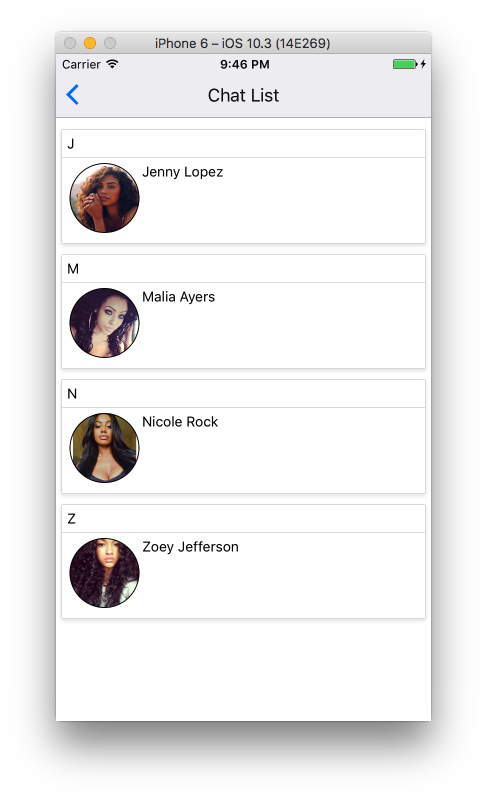 iPhone 6 – iOS 10.3 (14E269)
Carrier 9:46 PM
Chat List
J
Jenny Lopez
M
Malia Ayers
N
Nicole Rock
Z
Zoey Jefferson